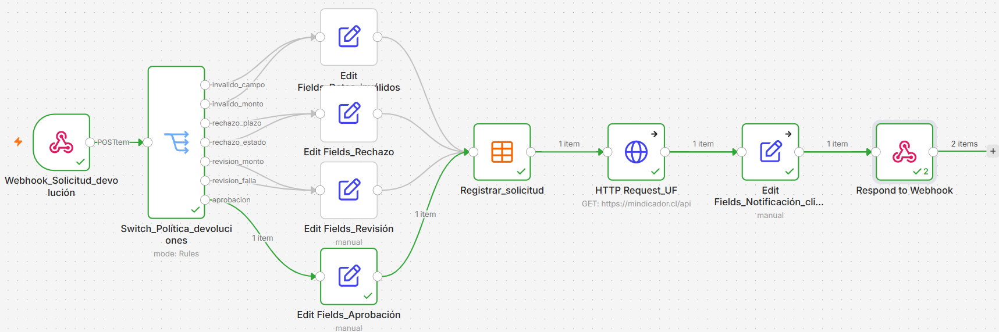 Edit
Fields_Datos_inválidos
invalido_campo
invalido_monto
rechazo_plazo
rechazo_estado
revision_monto
revision_falla
aprobacion
POST
Webhook_Solicitud_devo
lución
Switch_Política_devoluci
ones
mode: Rules
Edit Fields_Rechazo
Edit Fields_Revisión
manual
1 item
Edit Fields_Aprobación
manual
1 item
Registrar_solicitud
1 item
HTTP Request_UF
GET: https://mindicador.cl/api
1 item
Edit
Fields_Notificación_cli...
manual
1 item
2
Respond to Webhook
2 items